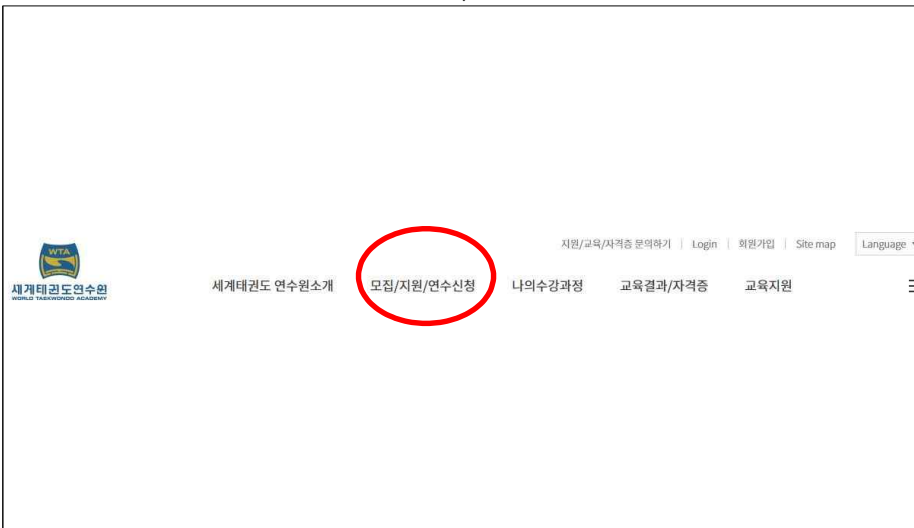 지원/교육/자격증 문의하기 | Login | 회원가입 | Site map Language
WTA
세계태권도연수원
WORLD TAEKWONDO ACADEMY
세계태권도 연수원소개 모집/지원/연수신청 나의수강과정 교육결과/자격증 교육지원